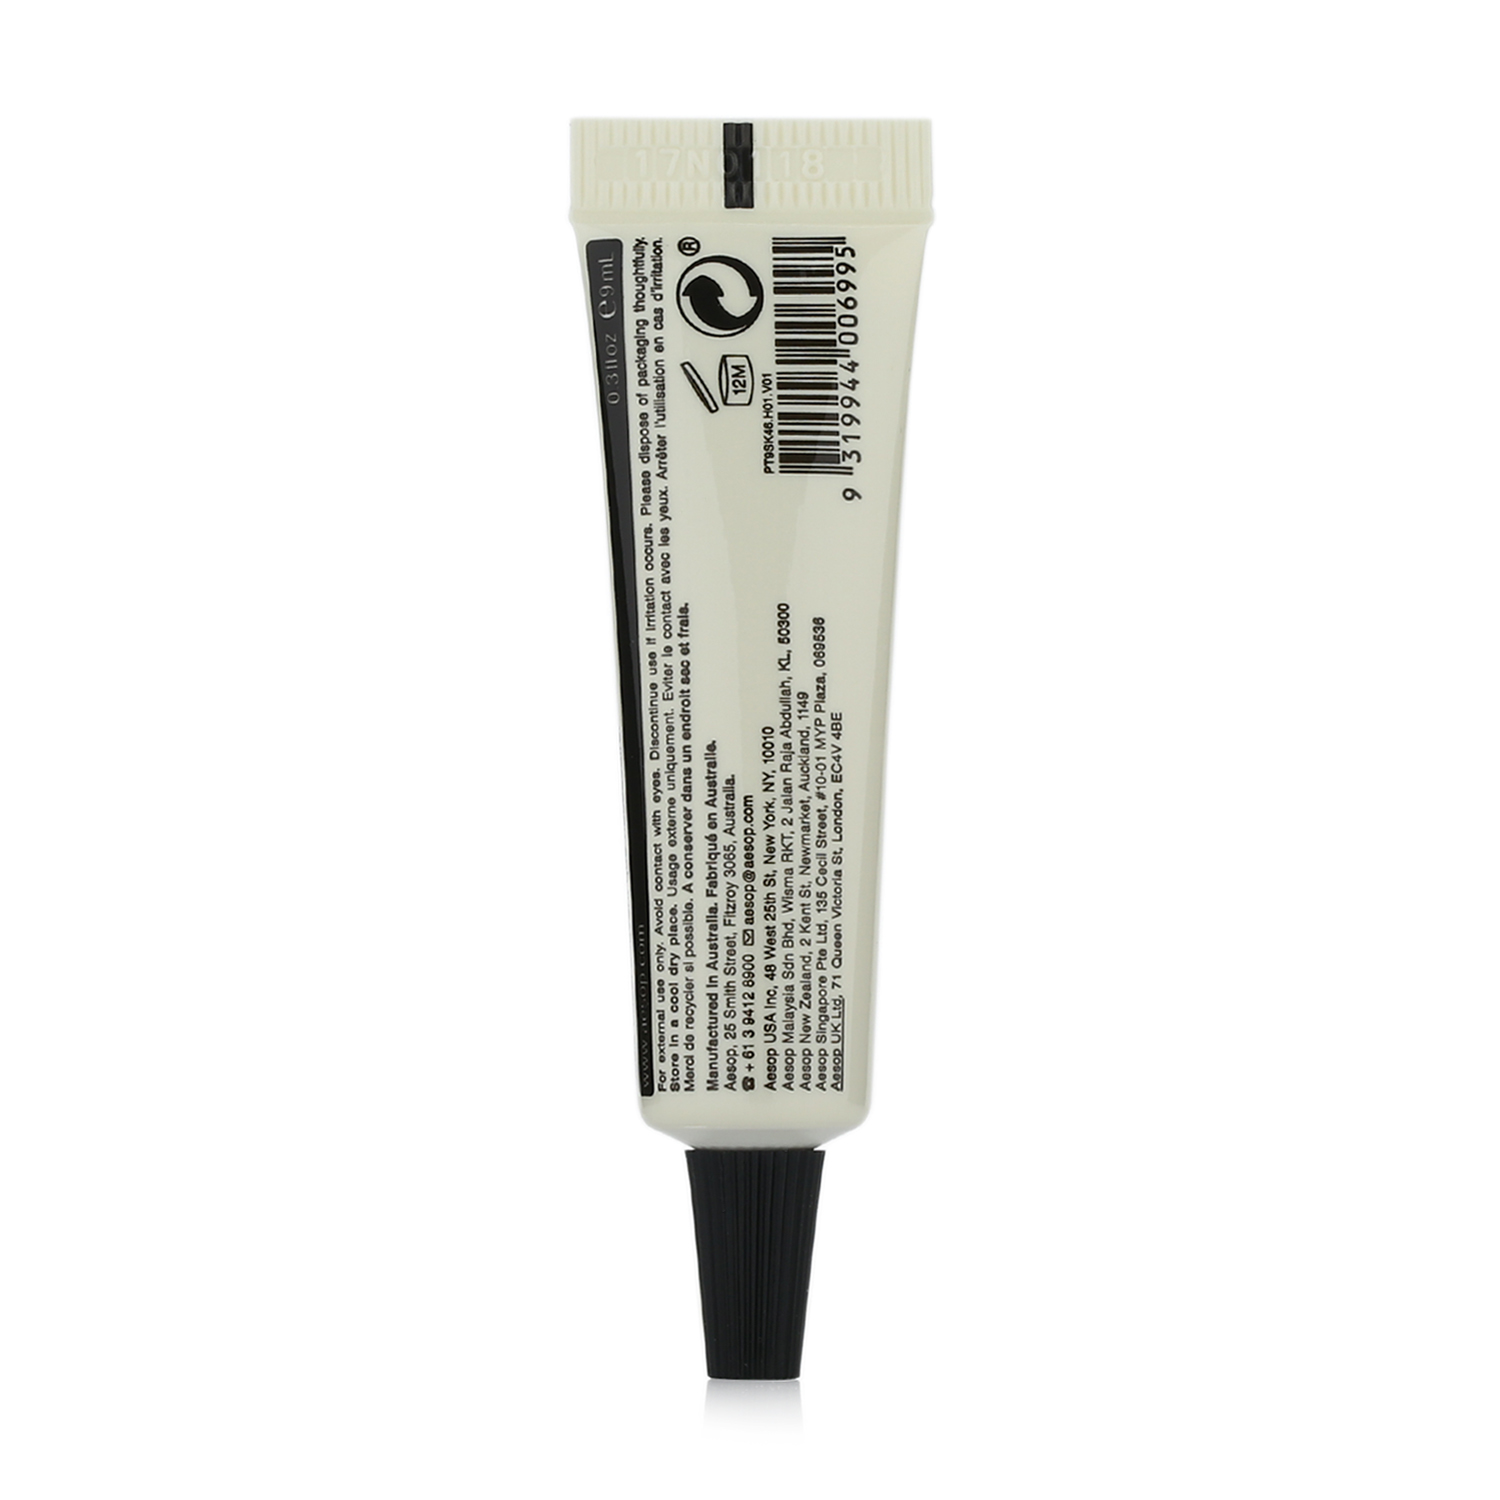 17N0118
0 3floz e9mL
www.aesop.com
For external use only. Avoid contact with eyes. Discontinue use if irritation occurs. Please dispose of packaging thoughtfully.
Store in a cool dry place. Usage externe uniquement. Eviter le contact avec les yeux. Arrêter l'utilisation en cas d'irritation.
Merci de recycler si possible. A conserver dans un endroit sec et frais.
Manufactured in Australia. Fabriqué en Australie.
Aesop, 25 Smith Street, Fitzroy 3065, Australia.
☎ + 61 3 9412 8900 ✉ aesop@aesop.com
Aesop USA Inc, 48 West 25th St, New York, NY, 10010
Aesop Malaysia Sdn Bhd, Wisma RKT, 2 Jalan Raja Abdullah, KL, 50300
Aesop New Zealand, 2 Kent St, Newmarket, Auckland, 1149
Aesop Singapore Pte Ltd, 135 Cecil Street, #10-01 MYP Plaza, 069536
Aesop UK Ltd, 71 Queen Victoria St, London, EC4V 4BE
®
12M
PT9SK46.H01.V01
9 319944 006995